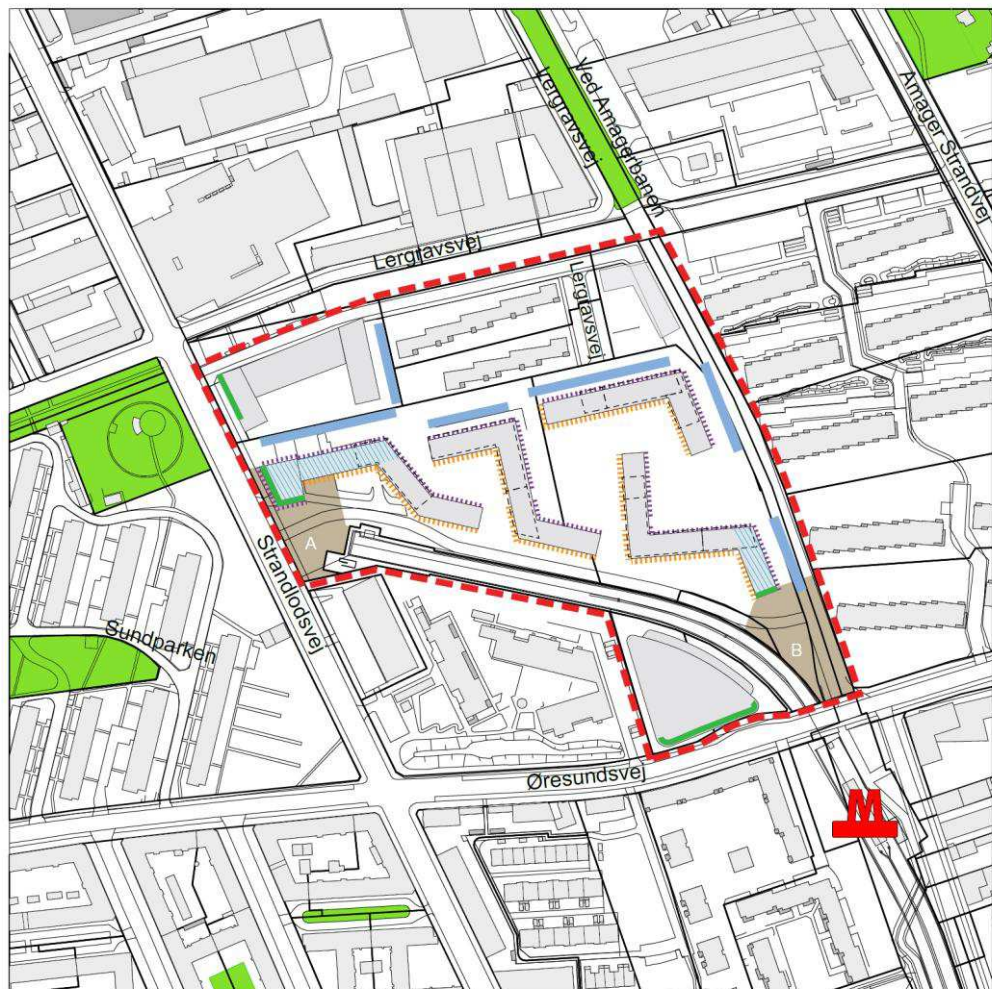 Lergravsvej
Ved Amagerbanen
Amager Strandvej
Lergravsvej
Lergravsvej
A
Strandlodsvej
Sundparken
B
Øresundsvej
M